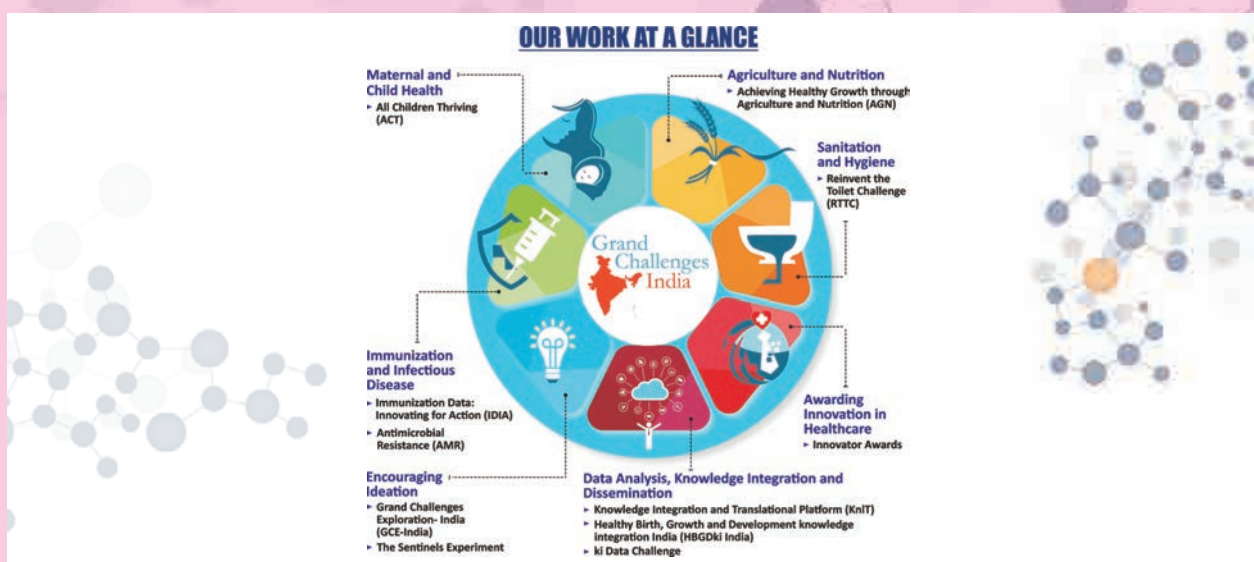 OUR WORK AT A GLANCE
Maternal and
Child Health
► All Children Thriving
(ACT)
Agriculture and Nutrition
► Achieving Healthy Growth through
Agriculture and Nutrition (AGN)
Sanitation
and Hygiene
► Reinvent the
Toilet Challenge
(RTTC)
Grand
Challenges
India
Immunization
and Infectious
Disease
► Immunization Data:
Innovating for Action (IDIA)
► Antimicrobial
Resistance (AMR)
Awarding
Innovation in
Healthcare
► Innovator Awards
Encouraging
Ideation
► Grand Challenges
Exploration- India
(GCE-India)
► The Sentinels Experiment
Data Analysis, Knowledge Integration and
Dissemination
► Knowledge Integration and Translational Platform (KnIT)
► Healthy Birth, Growth and Development knowledge
integration India (HBGDki India)
► ki Data Challenge